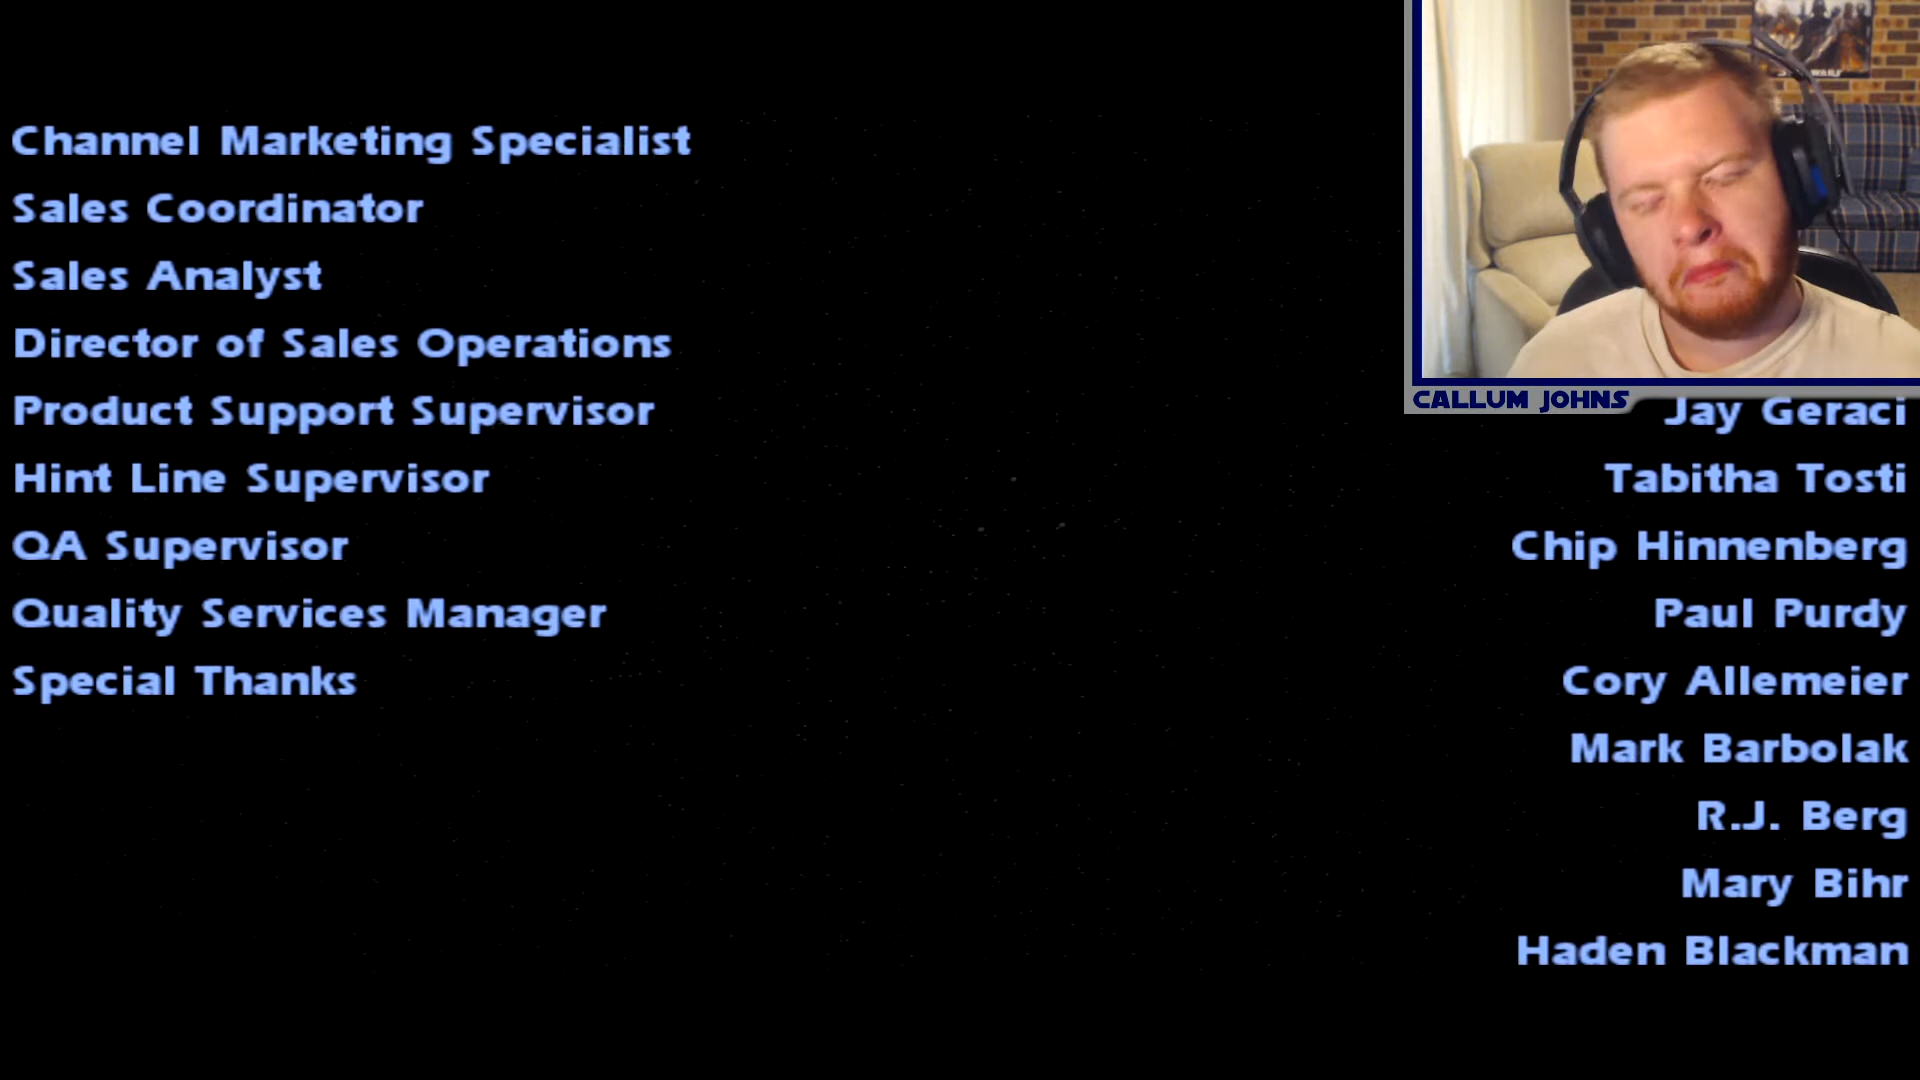 Channel Marketing Specialist
Sales Coordinator
Sales Analyst
Director of Sales Operations
Product Support Supervisor Jay Geraci
Hint Line Supervisor Tabitha Tosti
QA Supervisor Chip Hinnenberg
Quality Services Manager Paul Purdy
Special Thanks Cory Allemeier
Mark Barbolak
R.J. Berg
Mary Bihr
Haden Blackman
CALLUM JOHNS